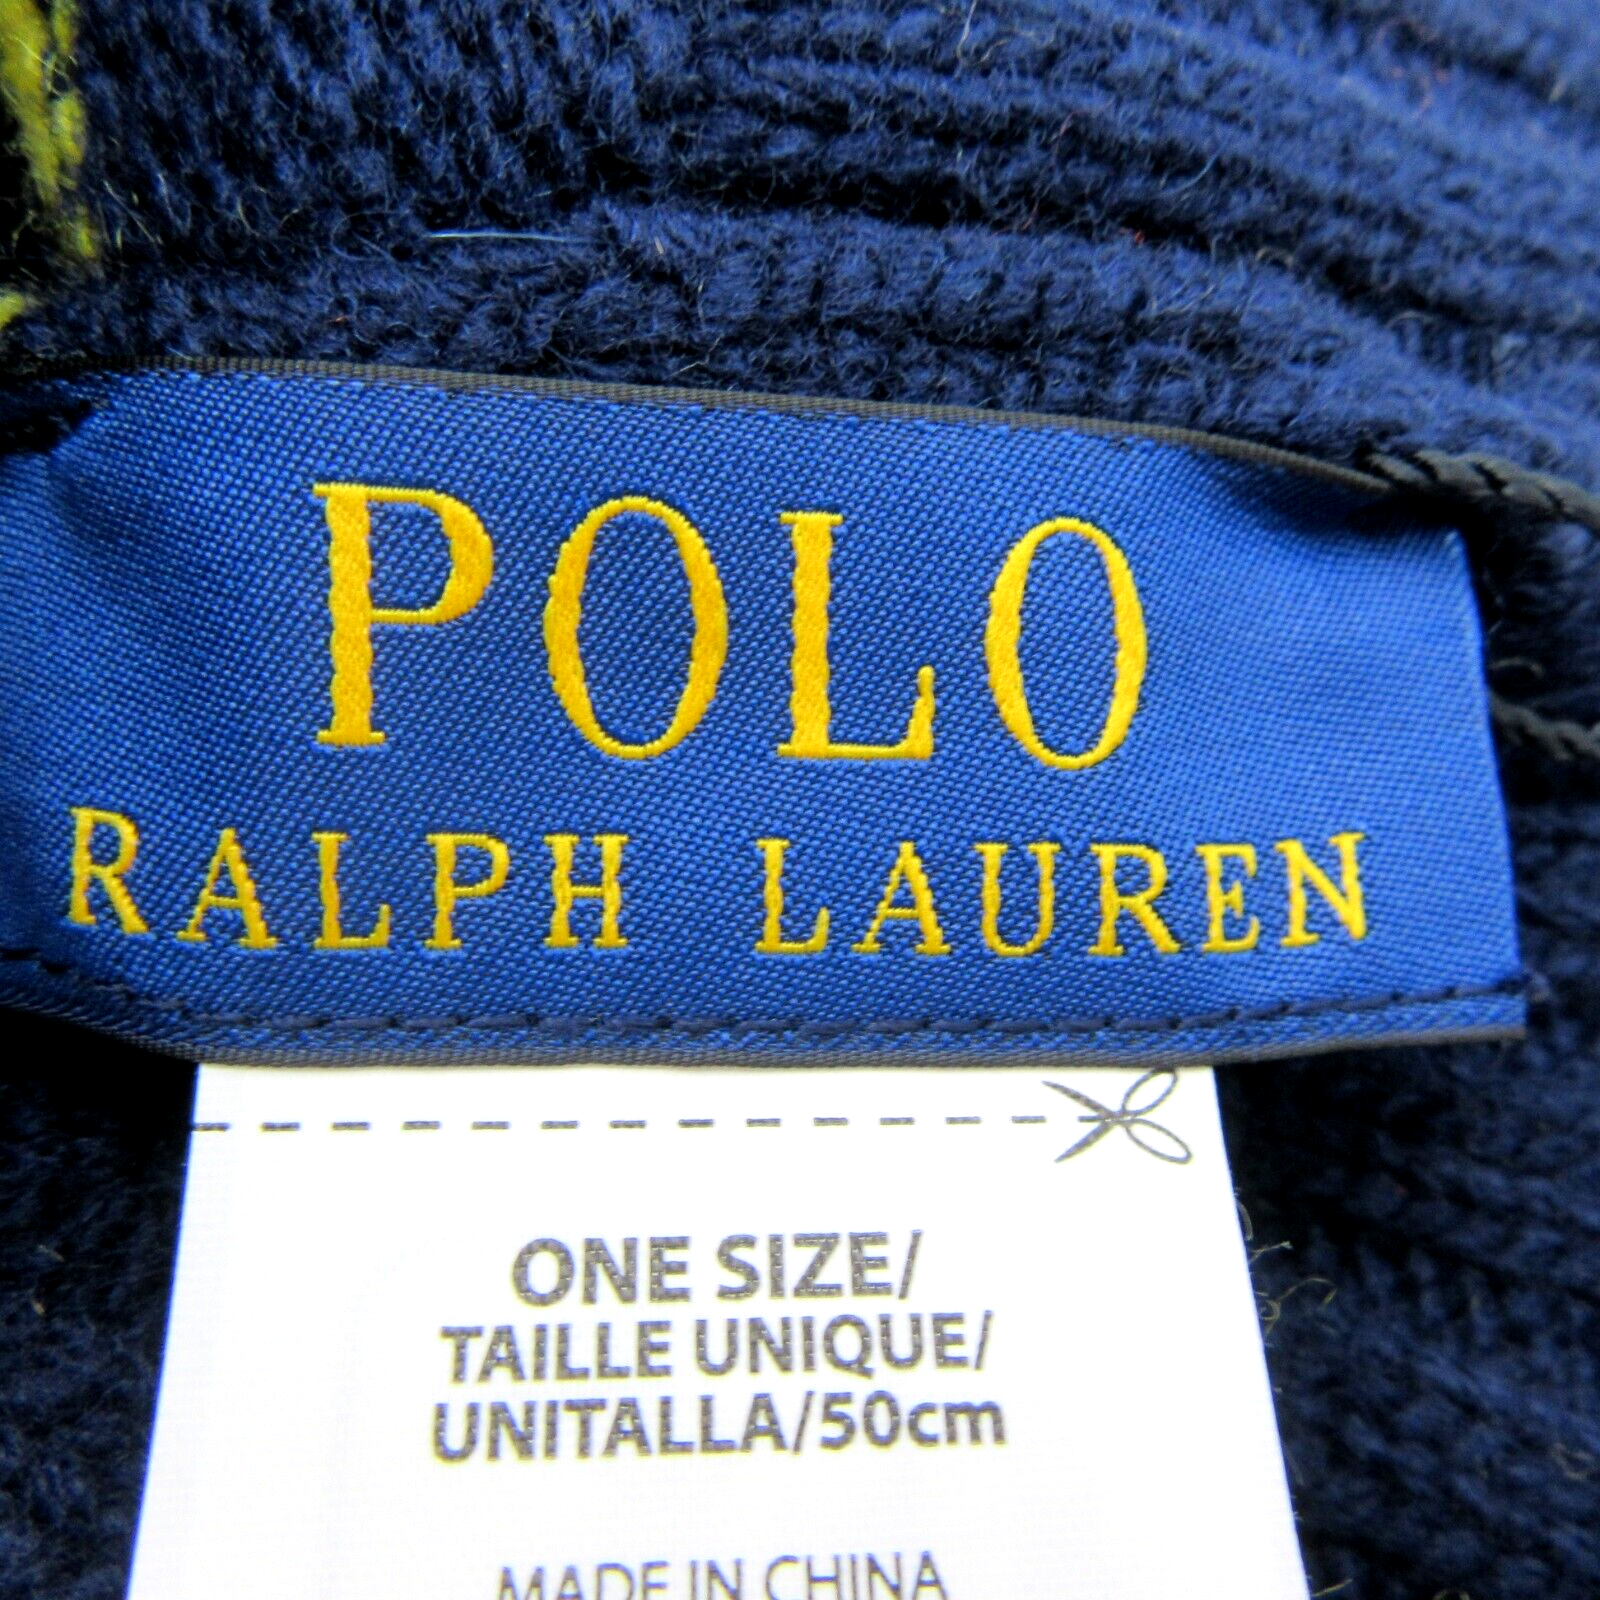 POLO
RALPH LAUREN
ONE SIZE/
TAILLE UNIQUE/
UNITALLA/50cm
MADE IN CHINA